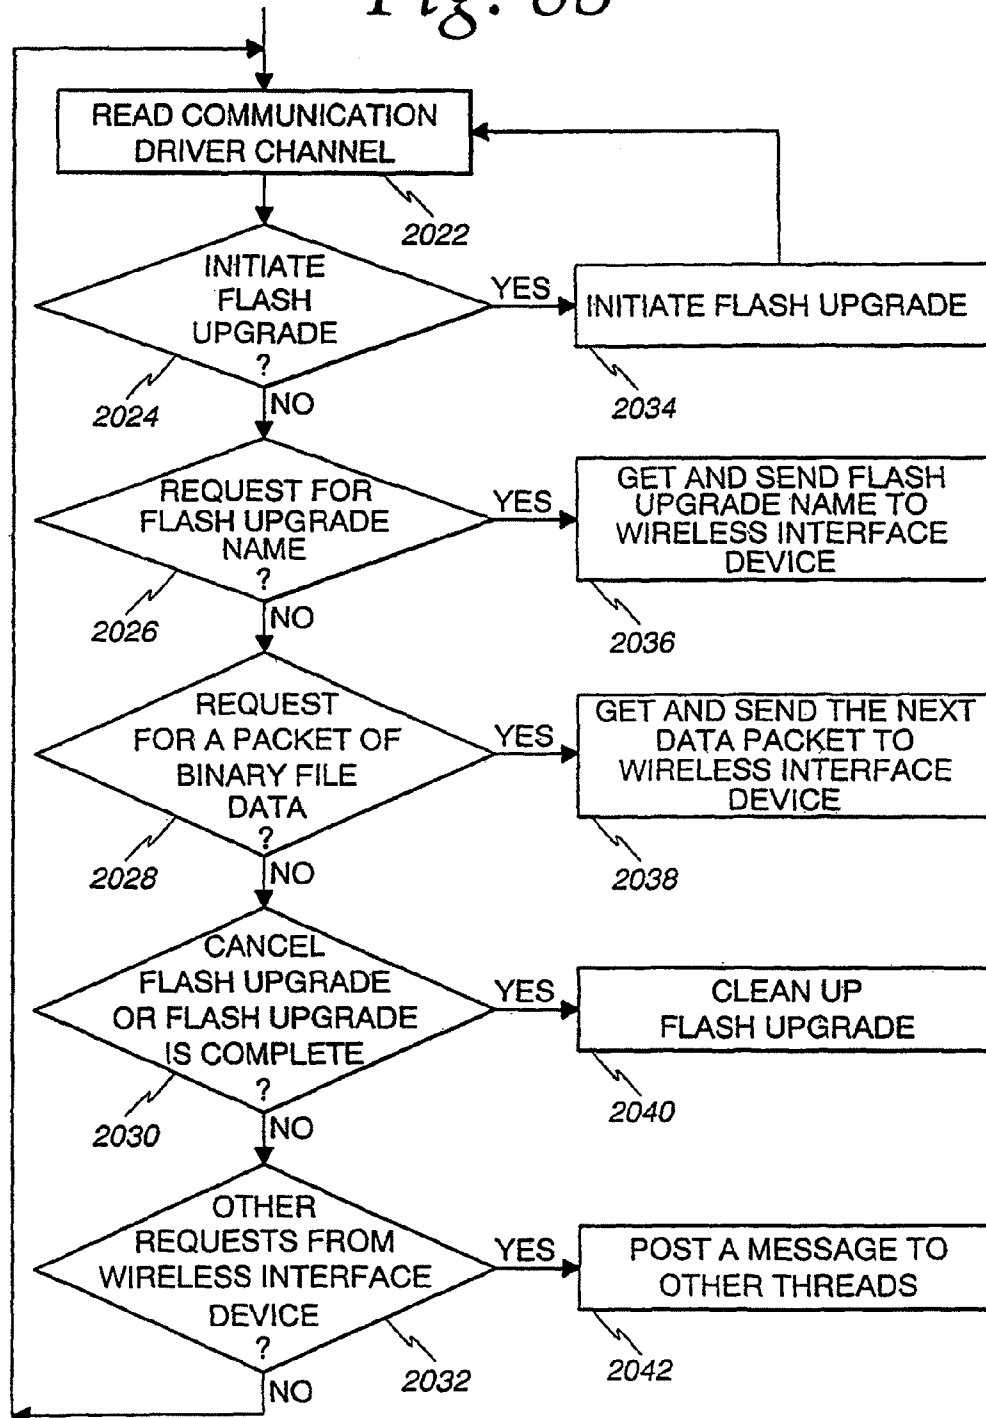 READ COMMUNICATION
DRIVER CHANNEL
2022
INITIATE
FLASH
UPGRADE
?
2024
YES
INITIATE FLASH UPGRADE
2034
NO
REQUEST FOR
FLASH UPGRADE
NAME
?
2026
YES
GET AND SEND FLASH
UPGRADE NAME TO
WIRELESS INTERFACE
DEVICE
2036
NO
REQUEST
FOR A PACKET OF
BINARY FILE
DATA
?
2028
YES
GET AND SEND THE NEXT
DATA PACKET TO
WIRELESS INTERFACE
DEVICE
2038
NO
CANCEL
FLASH UPGRADE
OR FLASH UPGRADE
IS COMPLETE
?
2030
YES
CLEAN UP
FLASH UPGRADE
2040
NO
OTHER
REQUESTS FROM
WIRELESS INTERFACE
DEVICE
?
2032
YES
POST A MESSAGE TO
OTHER THREADS
2042
NO